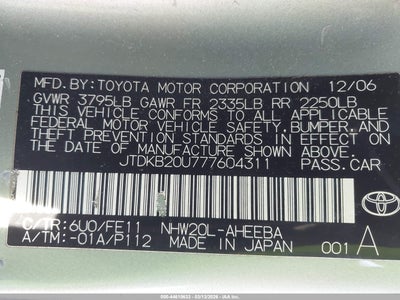 MFD.BY:TOYOTA MOTOR CORPORATION 12/06
GVWR 3795LB GAWR FR 2335LB RR 2250LB
THIS VEHICLE CONFORMS TO ALL APPLICABLE
FEDERAL MOTOR VEHICLE SAFETY,BUMPER,AND
THEFT PREVENTION STANDARDS IN EFFECT ON
THE DATE OF MANUFACTURE SHOWN ABOVE.
JTDKB20U777604311 PASS.CAR
C/TR:6U0/FE11 NHW20L-AHEEBA
A/TM:-01A/P112 MADE IN JAPAN 001 A
TOYOTA